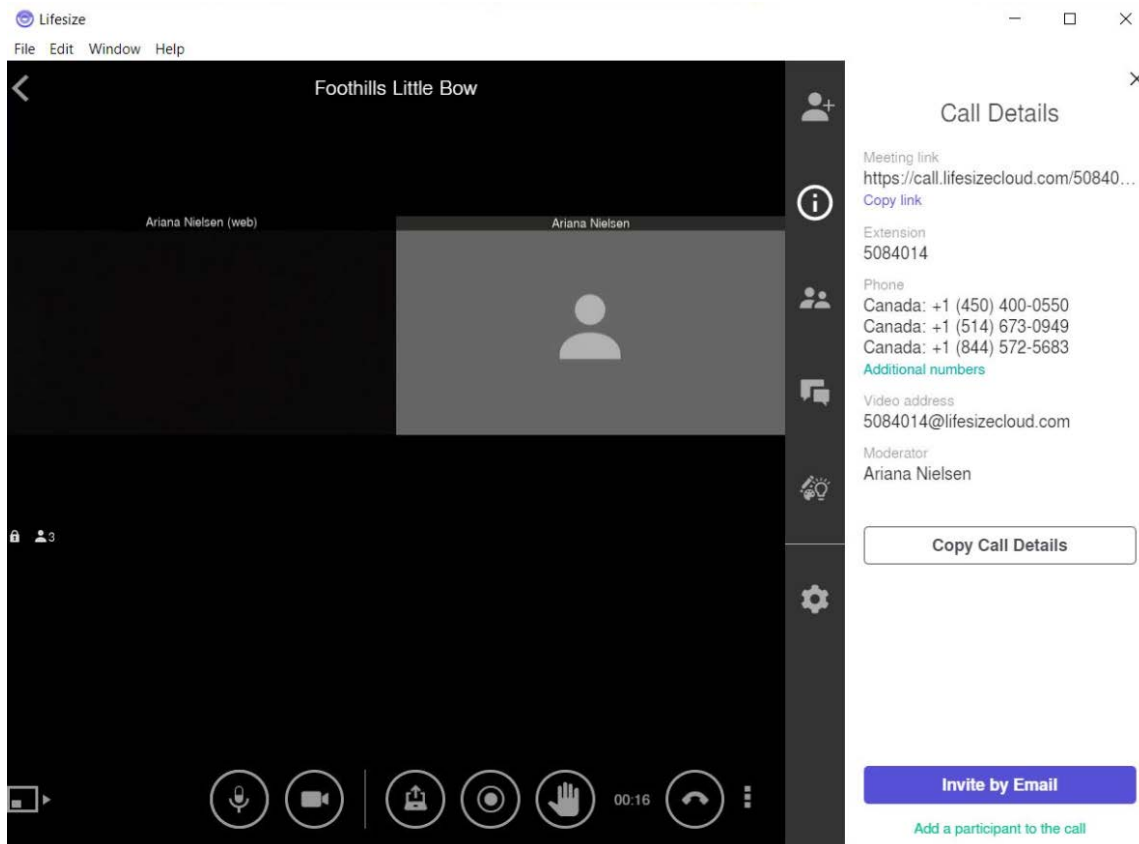 Lifesize
File Edit Window Help
Foothills Little Bow
Ariana Nielsen (web)
Ariana Nielsen
3
00:16
Call Details
Meeting link
https://call.lifesizecloud.com/50840...
Copy link
Extension
5084014
Phone
Canada: +1 (450) 400-0550
Canada: +1 (514) 673-0949
Canada: +1 (844) 572-5683
Additional numbers
Video address
5084014@lifesizecloud.com
Moderator
Ariana Nielsen
Copy Call Details
Invite by Email
Add a participant to the call